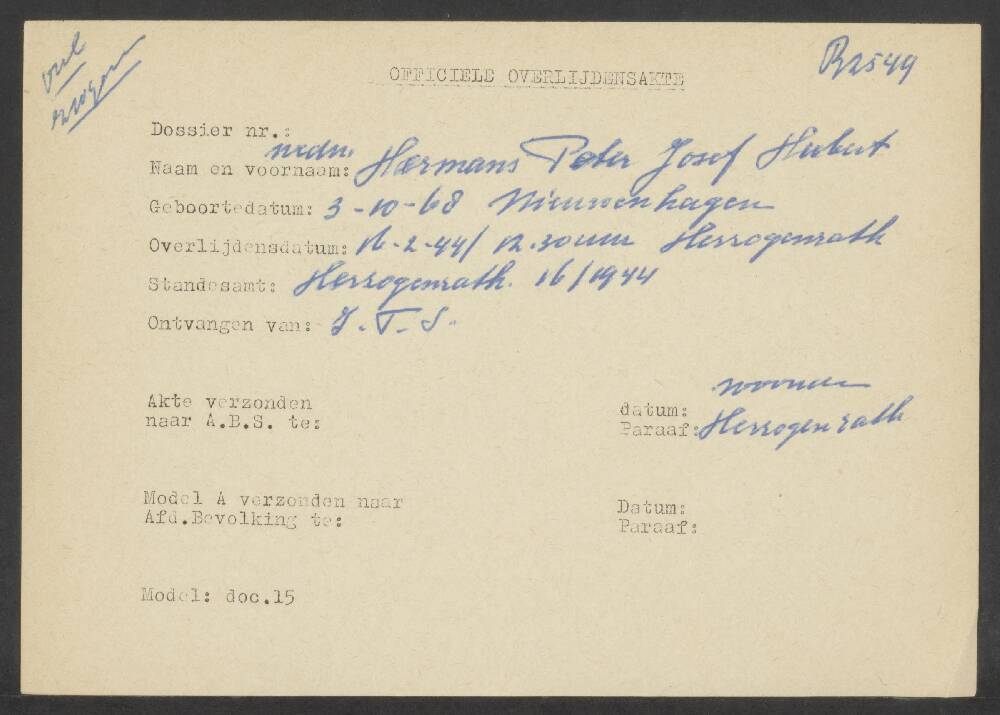 R2549
OFFICIELE OVERLIJDENSAKTE
Dossier nr.:
nedn.
Naam en voornaam: Hermans Peter Josef Hubert
Geboortedatum: 3-10-68 Nieuwenhagen
Overlijdensdatum: 16-2-44/ 12.30 uur Herzogenrath
Standesamt: Herzogenrath. 16/1944
Ontvangen van: I.T.S.
Akte verzonden
naar A.B.S. te:
datum:
Paraaf: Herzogenrath
Model A verzonden naar
Afd.Bevolking te:
Datum:
Paraaf:
Model: doc.15